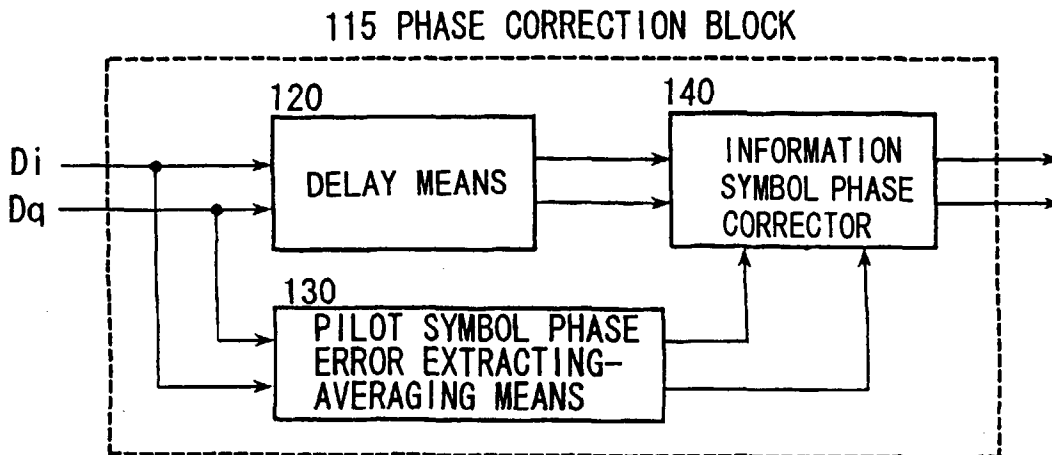 115 PHASE CORRECTION BLOCK
120
DELAY MEANS
140
INFORMATION
SYMBOL PHASE
CORRECTOR
Di
Dq
130
PILOT SYMBOL PHASE
ERROR EXTRACTING-
AVERAGING MEANS